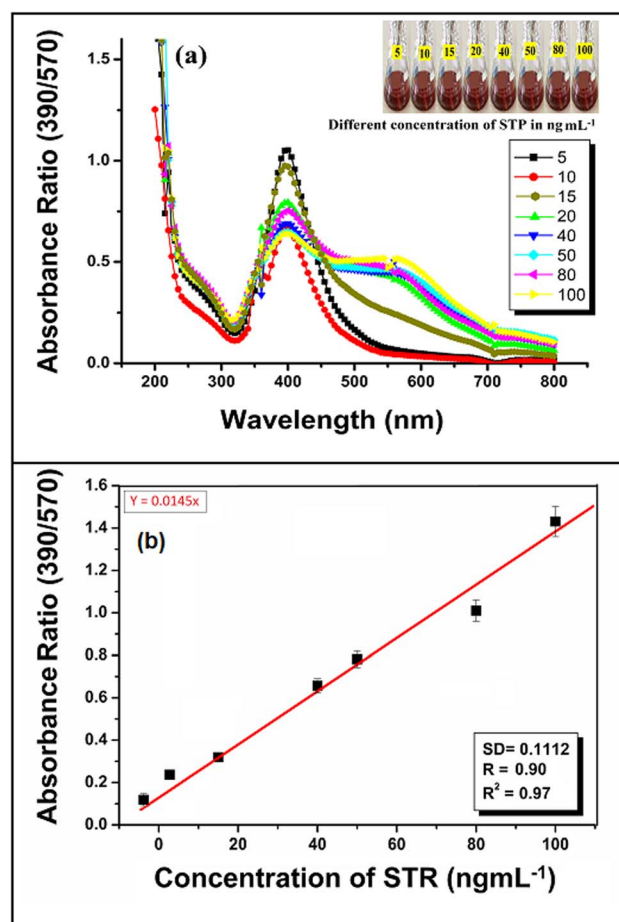 (a)
5 10 15 20 40 50 80 100
Different concentration of STP in ng mL⁻¹
5
10
15
20
40
50
80
100
Absorbance Ratio (390/570)
1.5
1.0
0.5
0.0
200 300 400 500 600 700 800
Wavelength (nm)
Y = 0.0145x
(b)
Absorbance Ratio (390/570)
1.6
1.4
1.2
1.0
0.8
0.6
0.4
0.2
0.0
SD= 0.1112
R = 0.90
R² = 0.97
0 20 40 60 80 100
Concentration of STR (ngmL⁻¹)